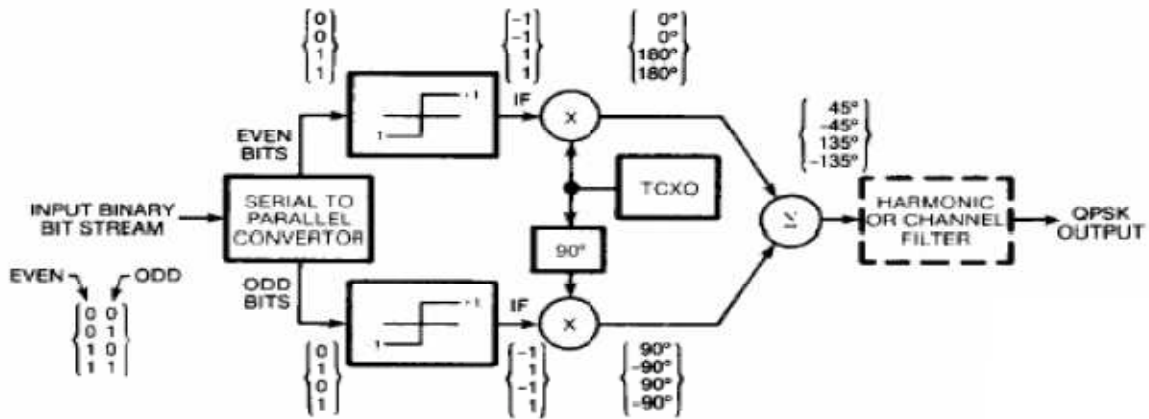 0
0
1
1
-1
-1
1
1
0°
0°
180°
180°
+1
1
IF
X
EVEN
BITS
45°
-45°
135°
-135°
TCXO
INPUT BINARY
BIT STREAM
SERIAL TO
PARALLEL
CONVERTOR
Σ
HARMONIC
OR CHANNEL
FILTER
QPSK
OUTPUT
90°
EVEN
ODD
ODD
BITS
+1
1
IF
X
0 0
0 1
1 0
1 1
0
1
0
1
-1
1
-1
1
90°
-90°
90°
-90°